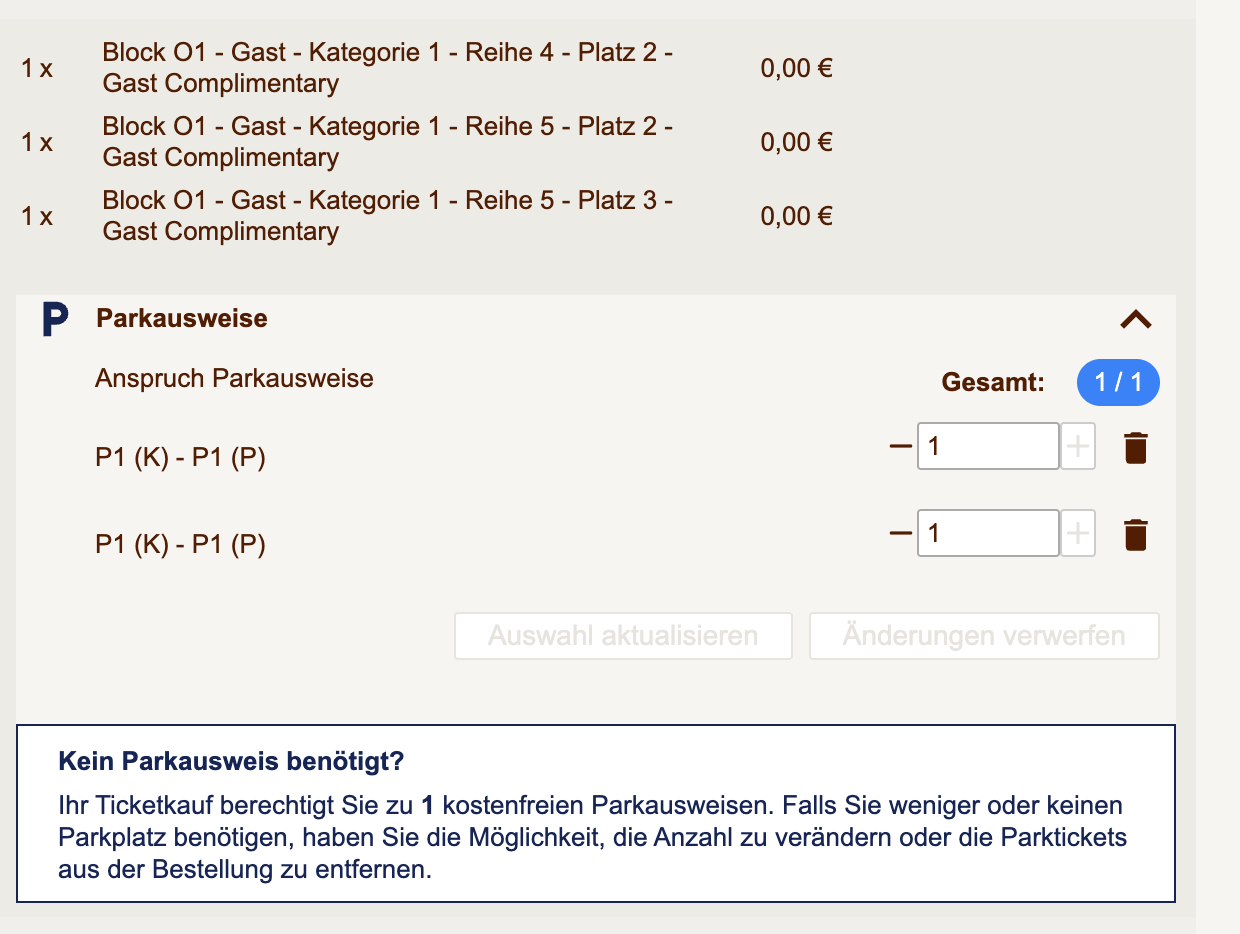 1 x
Block O1 - Gast - Kategorie 1 - Reihe 4 - Platz 2 -
Gast Complimentary
0,00 €
1 x
Block O1 - Gast - Kategorie 1 - Reihe 5 - Platz 2 -
Gast Complimentary
0,00 €
1 x
Block O1 - Gast - Kategorie 1 - Reihe 5 - Platz 3 -
Gast Complimentary
0,00 €
P Parkausweise
Anspruch Parkausweise
Gesamt: 1 / 1
P1 (K) - P1 (P)
1
P1 (K) - P1 (P)
1
Auswahl aktualisieren
Änderungen verwerfen
Kein Parkausweis benötigt?
Ihr Ticketkauf berechtigt Sie zu 1 kostenfreien Parkausweisen. Falls Sie weniger oder keinen
Parkplatz benötigen, haben Sie die Möglichkeit, die Anzahl zu verändern oder die Parktickets
aus der Bestellung zu entfernen.